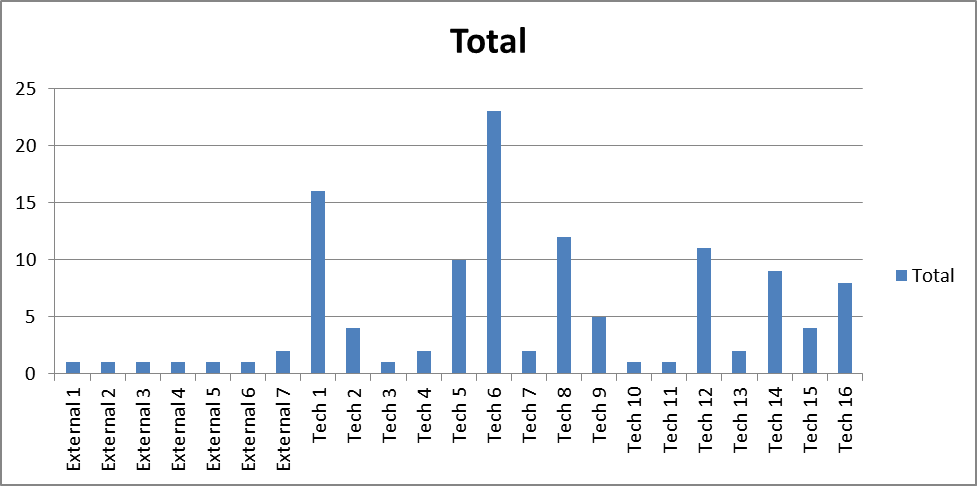 Total
25
20
15
10
5
0
Total
External 1
External 2
External 3
External 4
External 5
External 6
External 7
Tech 1
Tech 2
Tech 3
Tech 4
Tech 5
Tech 6
Tech 7
Tech 8
Tech 9
Tech 10
Tech 11
Tech 12
Tech 13
Tech 14
Tech 15
Tech 16